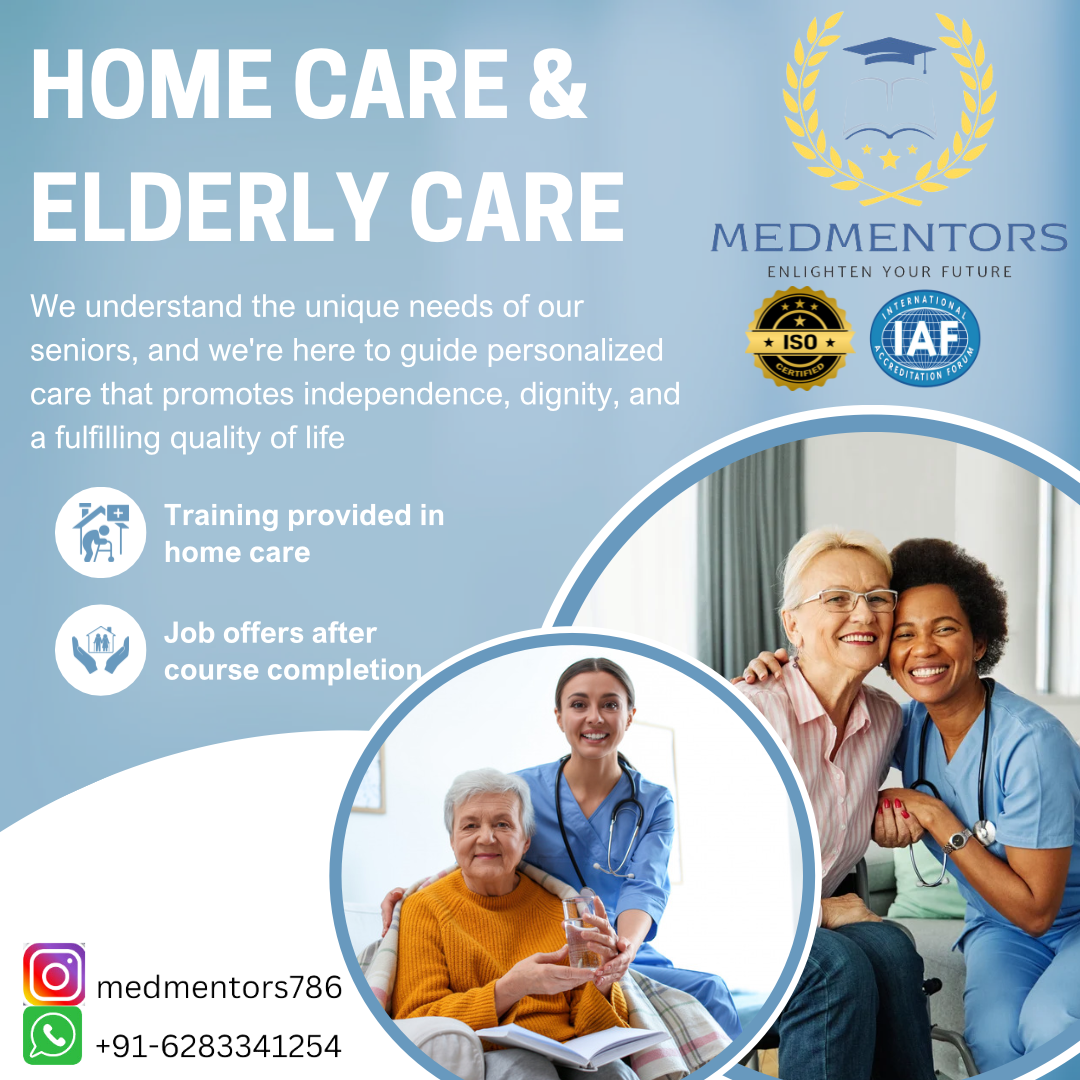 HOME CARE &
ELDERLY CARE
MEDMENTORS
ENLIGHTEN YOUR FUTURE
ISO
CERTIFIED
INTERNATIONAL
IAF
ACCREDITATION FORUM
We understand the unique needs of our
seniors, and we're here to guide personalized
care that promotes independence, dignity, and
a fulfilling quality of life
Training provided in
home care
Job offers after
course completion
medmentors786
+91-6283341254